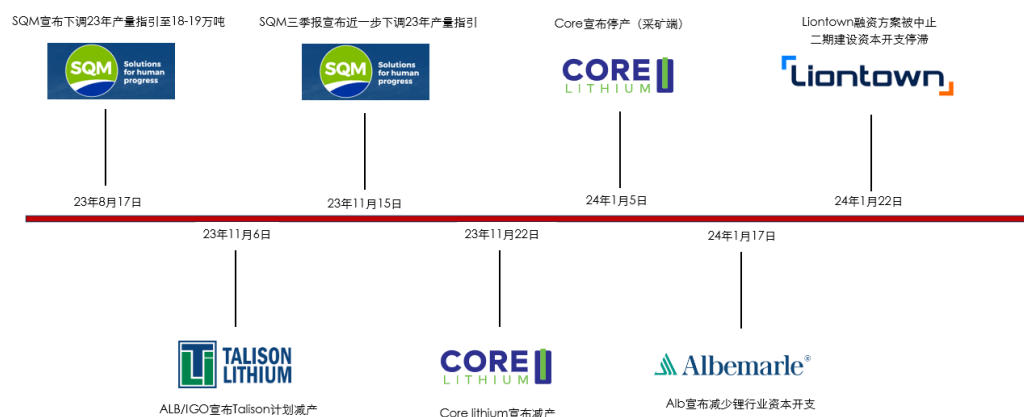 SQM宣布下调23年产量指引至18-19万吨
SQM三季报宣布近一步下调23年产量指引
Core宣布停产（采矿端）
Liontown融资方案被中止
二期建设资本开支停滞
SQM
Solutions
for human
progress
SQM
Solutions
for human
progress
CORE
LITHIUM
Liontown
23年8月17日
23年11月15日
24年1月5日
24年1月22日
23年11月6日
23年11月22日
24年1月17日
TALISON
LITHIUM
CORE
LITHIUM
Albemarle®
ALB/IGO宣布Talison计划减产
Core lithium宣布减产
Alb宣布减少锂行业资本开支